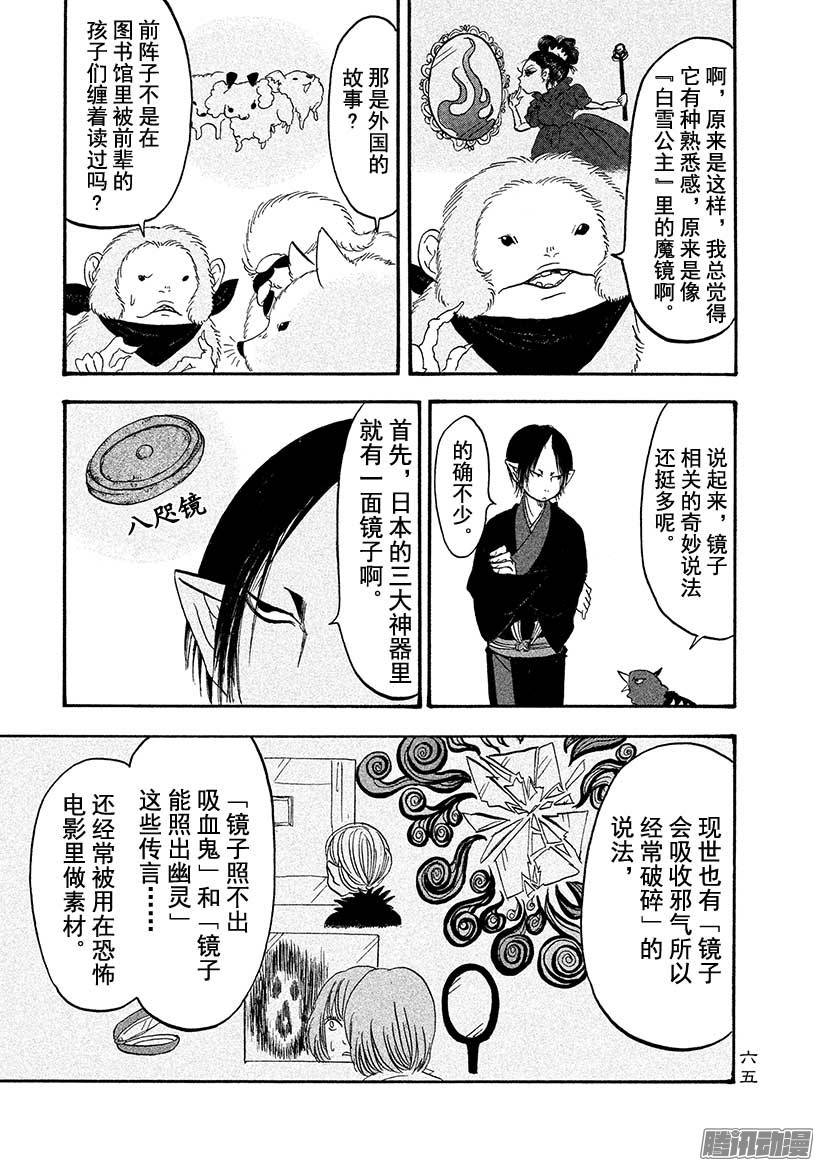 啊，原来是这样，我总觉得
它有种熟悉感，原来是像
『白雪公主』里的魔镜啊。
那是外国的
故事？
前阵子不是在
图书馆里被前辈的
孩子们缠着读过吗？
说起来，镜子
相关的奇妙说法
还挺多呢。
的确不少。
首先，日本的三大神器里
就有一面镜子啊。
八咫镜
现世也有「镜子
会吸收邪气所以
经常破碎」的
说法，
「镜子照不出
吸血鬼」和「镜子
能照出幽灵」
这些传言……
还经常被用在恐怖
电影里做素材。
六五
腾讯动漫